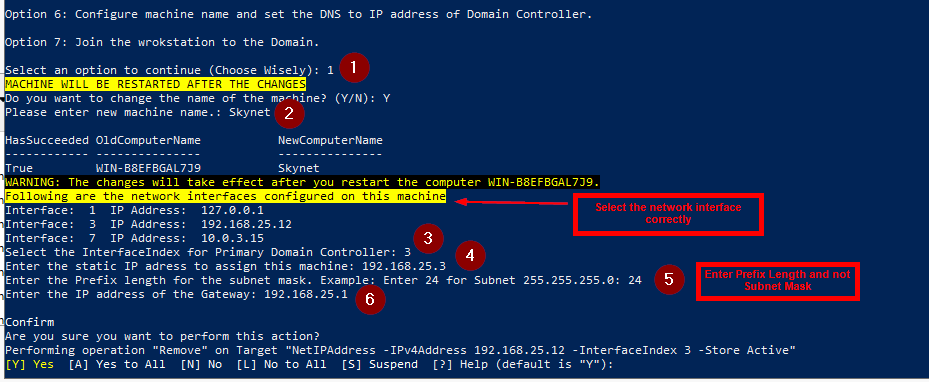 Option 6: Configure machine name and set the DNS to IP address of Domain Controller.
Option 7: Join the wrokstation to the Domain.
Select an option to continue (Choose Wisely): 1
1
MACHINE WILL BE RESTARTED AFTER THE CHANGES
Do you want to change the name of the machine? (Y/N): Y
Please enter new machine name.: Skynet
2
HasSucceeded OldComputerName NewComputerName
------------ --------------- ---------------
True WIN-B8EFBGAL7J9 Skynet
WARNING: The changes will take effect after you restart the computer WIN-B8EFBGAL7J9.
Following are the network interfaces configured on this machine
Select the network interface
correctly
Interface: 1 IP Address: 127.0.0.1
Interface: 3 IP Address: 192.168.25.12
Interface: 7 IP Address: 10.0.3.15
Select the InterfaceIndex for Primary Domain Controller: 3
3
Enter the static IP adress to assign this machine: 192.168.25.3
4
Enter the Prefix length for the subnet mask. Example: Enter 24 for Subnet 255.255.255.0: 24
5
Enter Prefix Length and not
Subnet Mask
Enter the IP address of the Gateway: 192.168.25.1
6
Confirm
Are you sure you want to perform this action?
Performing operation "Remove" on Target "NetIPAddress -IPv4Address 192.168.25.12 -InterfaceIndex 3 -Store Active"
[Y] Yes [A] Yes to All [N] No [L] No to All [S] Suspend [?] Help (default is "Y"):